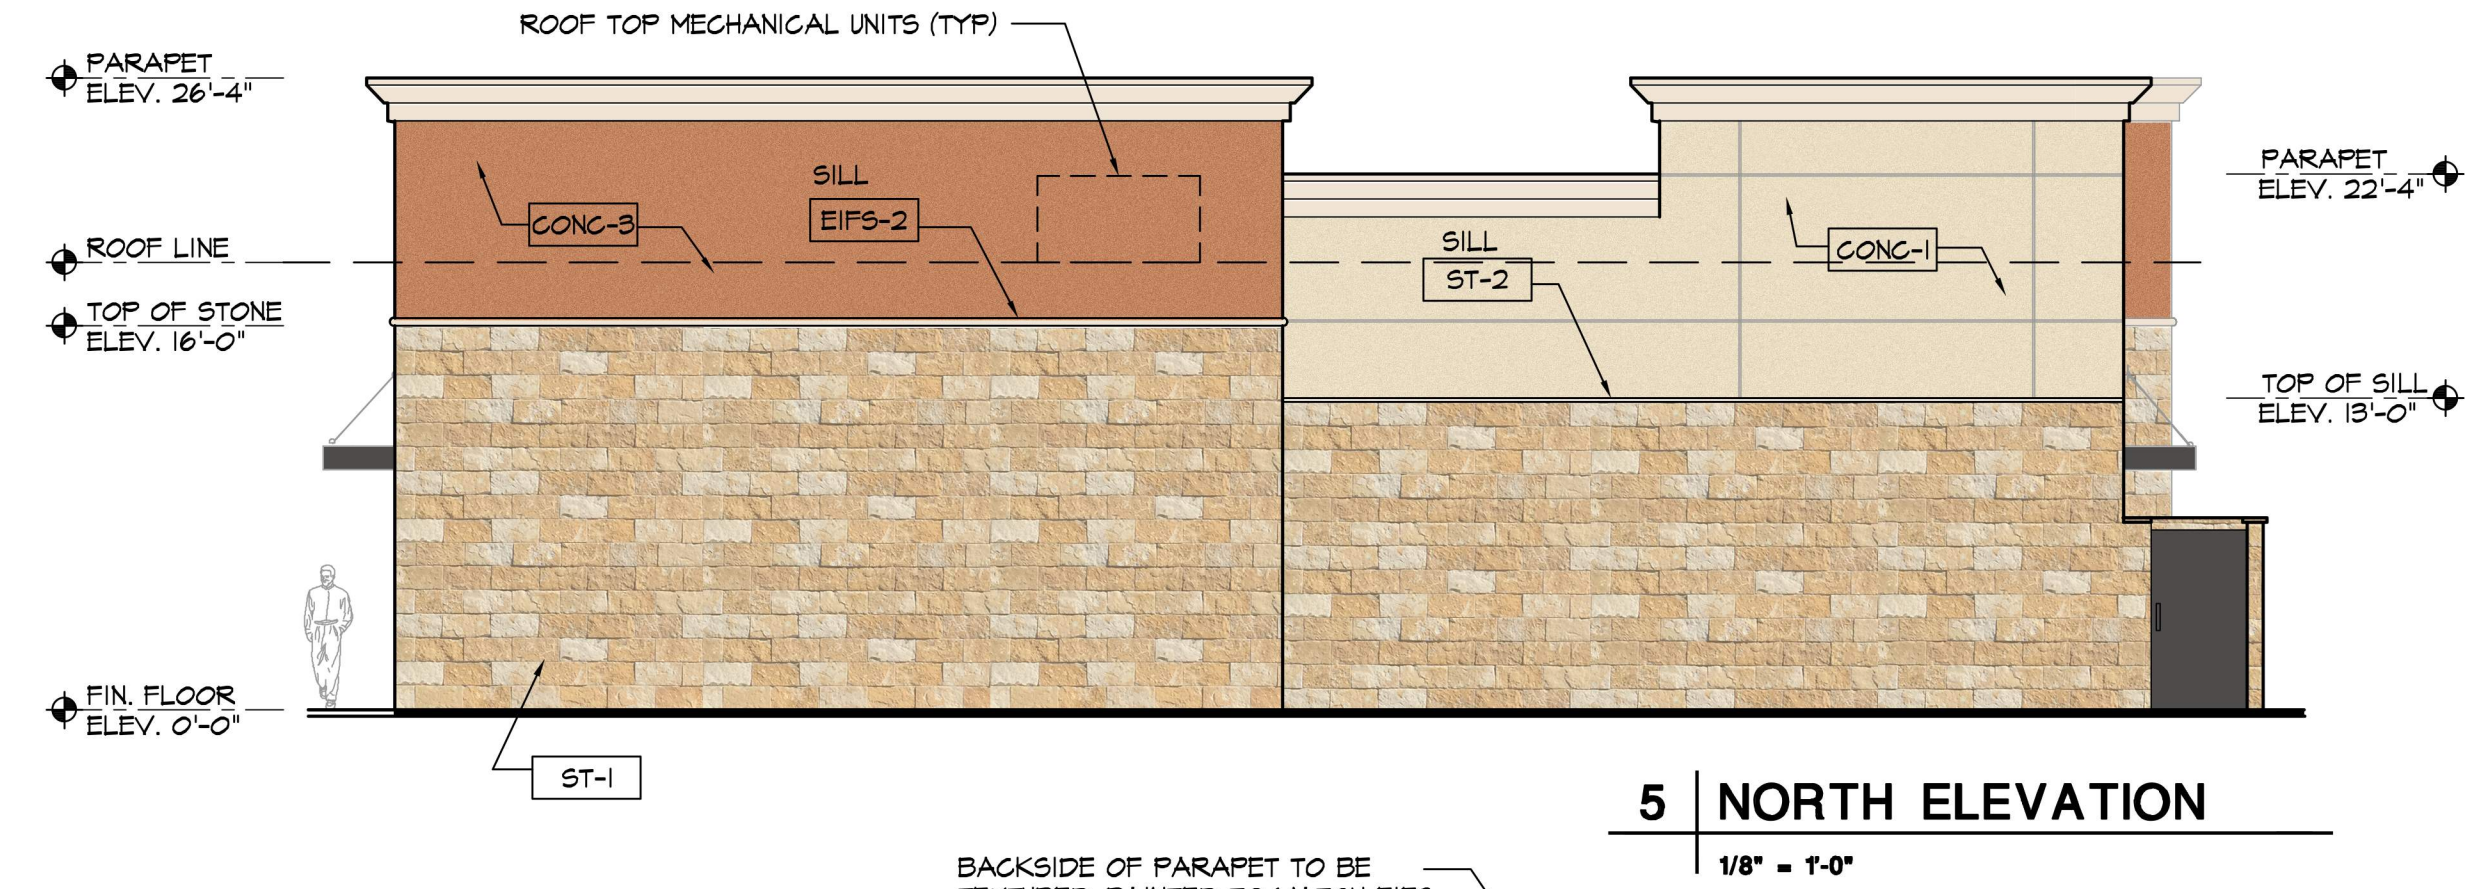 ROOF TOP MECHANICAL UNITS (TYP)
PARAPET
ELEV. 26'-4"
PARAPET
ELEV. 22'-4"
SILL
EIFS-2
CONC-3
SILL
ST-2
CONC-1
ROOF LINE
TOP OF STONE
ELEV. 16'-0"
TOP OF SILL
ELEV. 13'-0"
FIN. FLOOR
ELEV. 0'-0"
ST-1
5 NORTH ELEVATION
1/8" = 1'-0"
BACKSIDE OF PARAPET TO BE